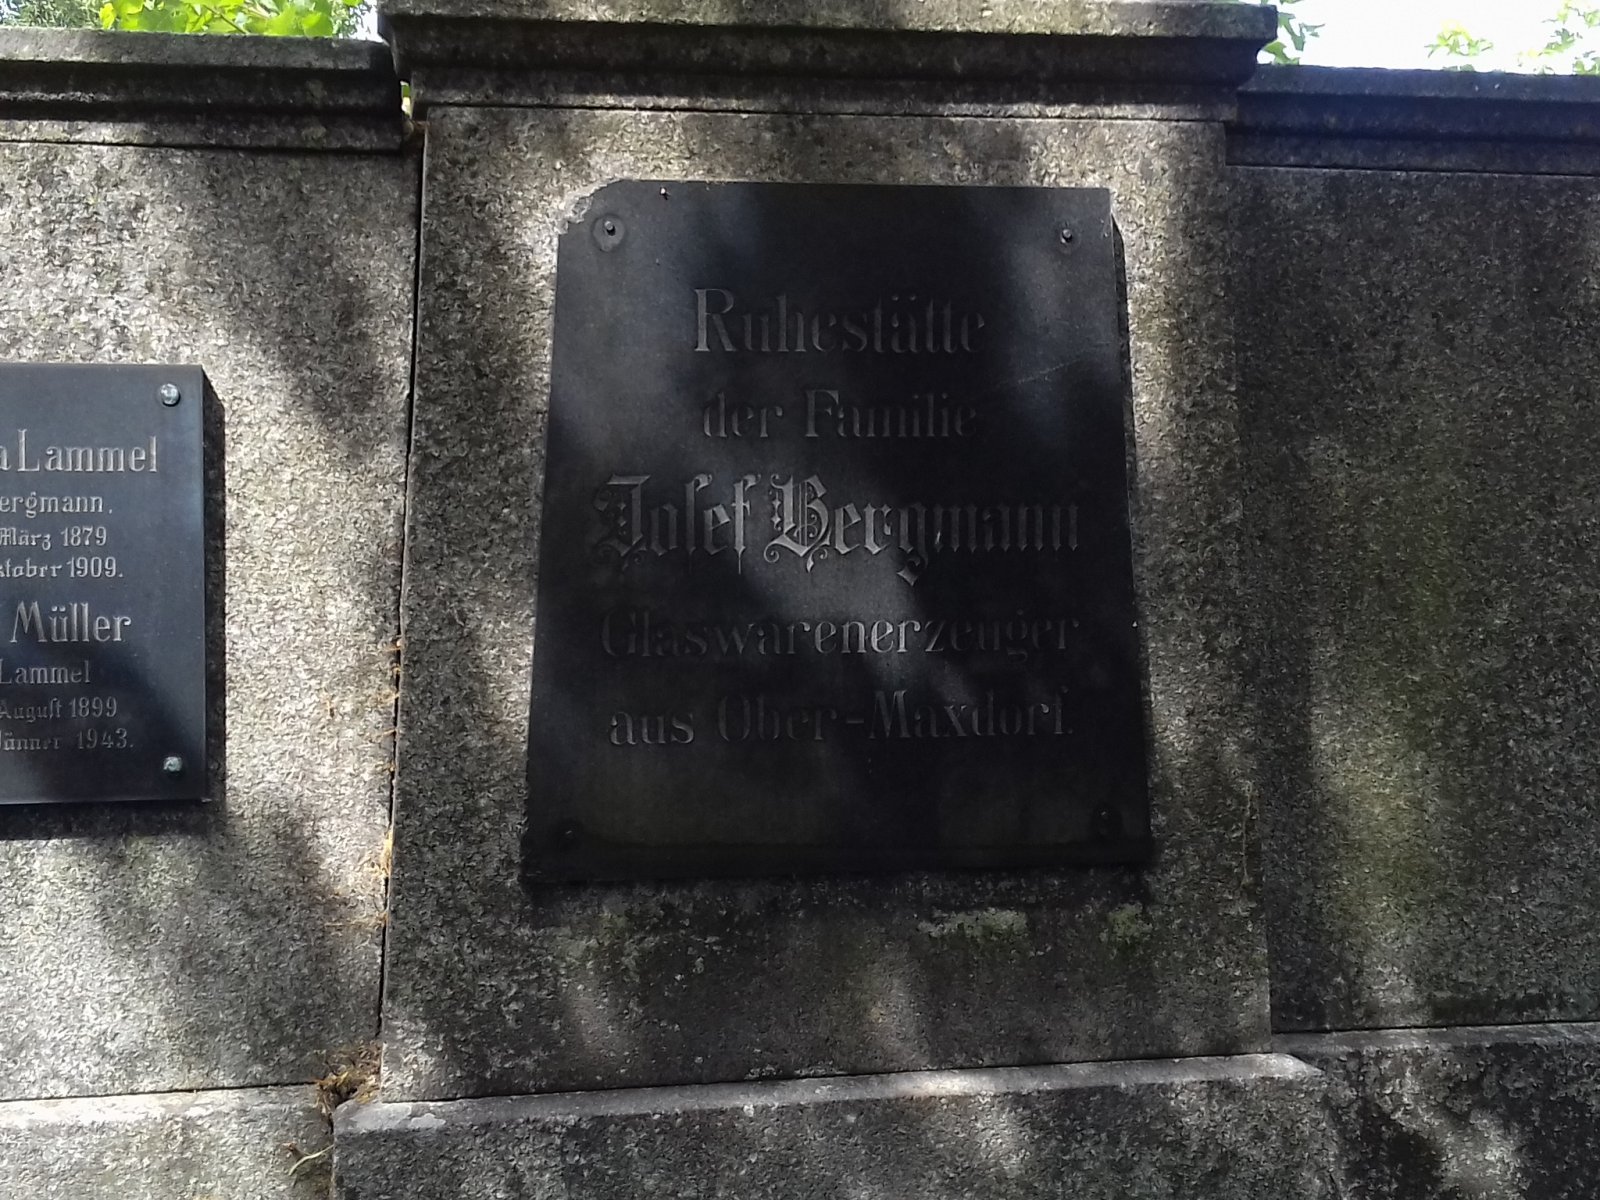 Lammel
ergmann.
März 1879
ktober 1909.
Müller
Lammel
August 1899
Jänner 1943.
Ruhestätte
der Familie
Josef Bergmann
Glaswarenerzeuger
aus Ober-Maxdorf.